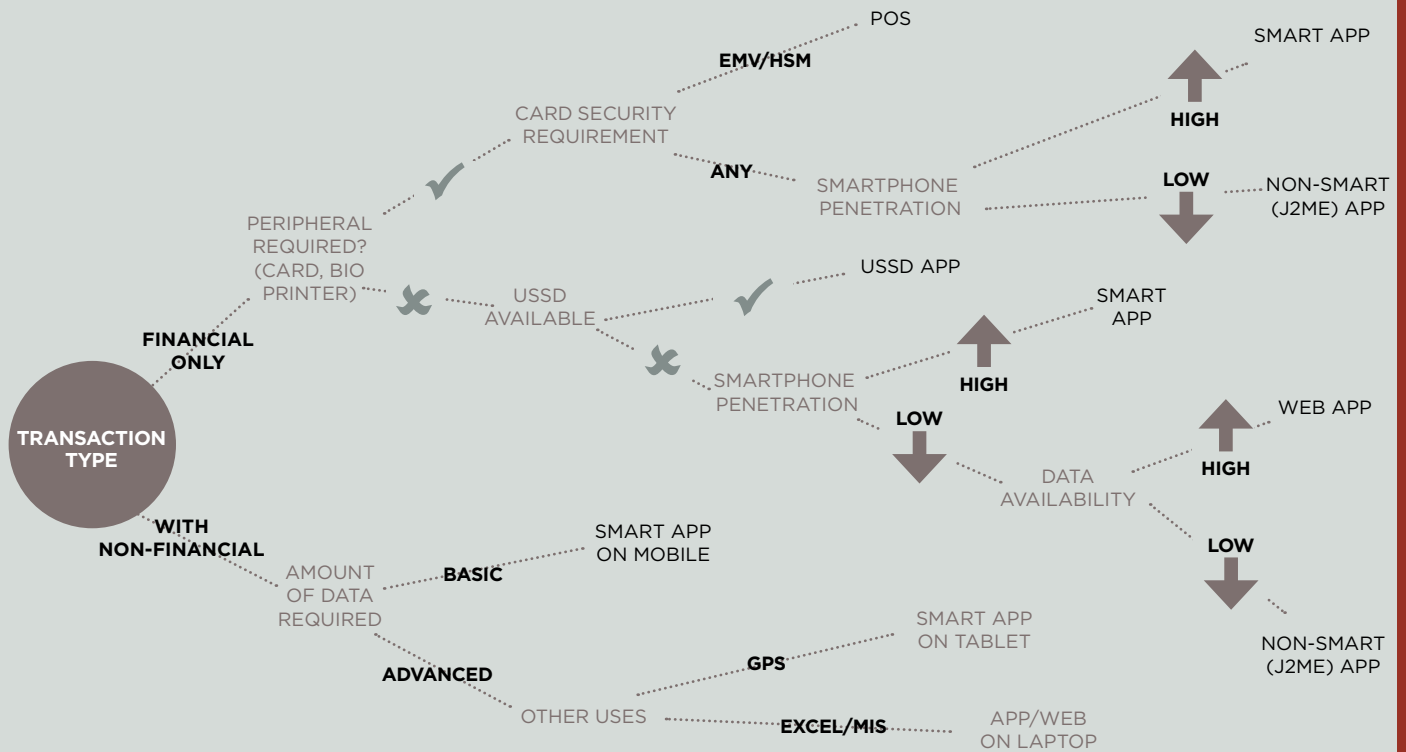 POS
EMV/HSM
SMART APP
HIGH
CARD SECURITY
REQUIREMENT
ANY
SMARTPHONE
PENETRATION
LOW
NON-SMART
(J2ME) APP
PERIPHERAL
REQUIRED?
(CARD, BIO
PRINTER)
USSD
AVAILABLE
USSD APP
FINANCIAL
ONLY
SMARTPHONE
PENETRATION
HIGH
SMART
APP
LOW
DATA
AVAILABILITY
HIGH
WEB APP
LOW
NON-SMART
(J2ME) APP
TRANSACTION
TYPE
WITH
NON-FINANCIAL
AMOUNT
OF DATA
REQUIRED
BASIC
SMART APP
ON MOBILE
ADVANCED
OTHER USES
GPS
SMART APP
ON TABLET
EXCEL/MIS
APP/WEB
ON LAPTOP